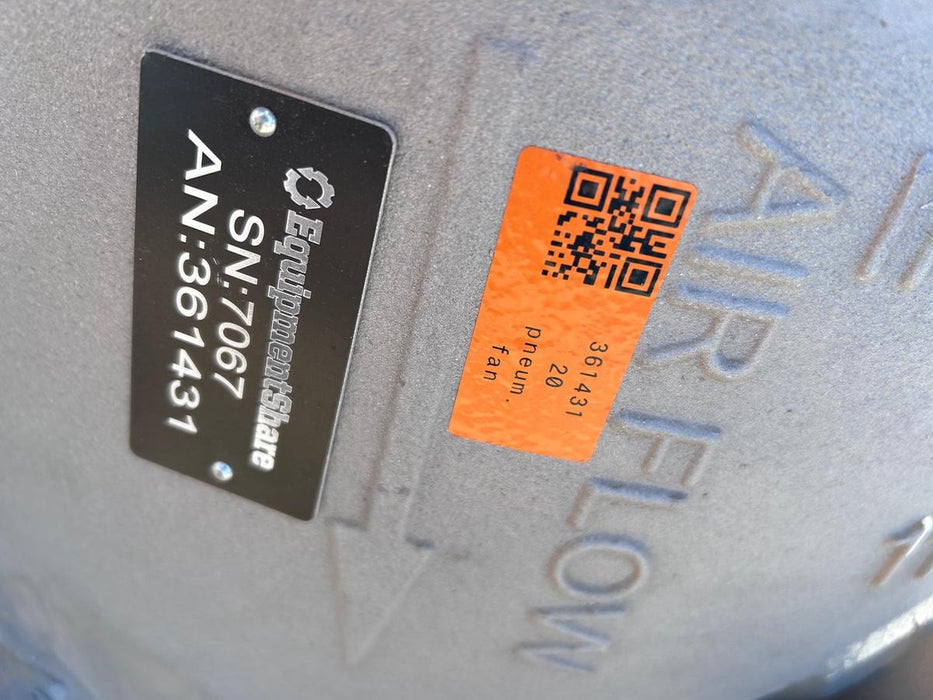 EquipmentShare
SN:7067
AN:361431
361431
20
pneum.
fan
AIR FLOW